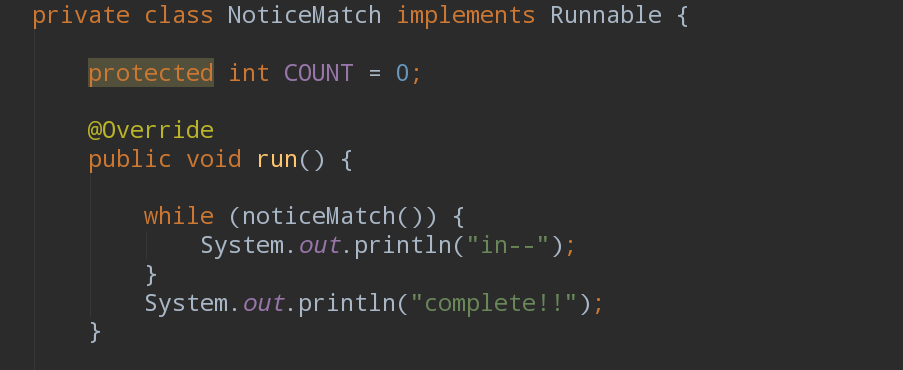 private class NoticeMatch implements Runnable {
protected int COUNT = 0;
@Override
public void run() {
while (noticeMatch()) {
System.out.println("in--");
}
System.out.println("complete!!");
}